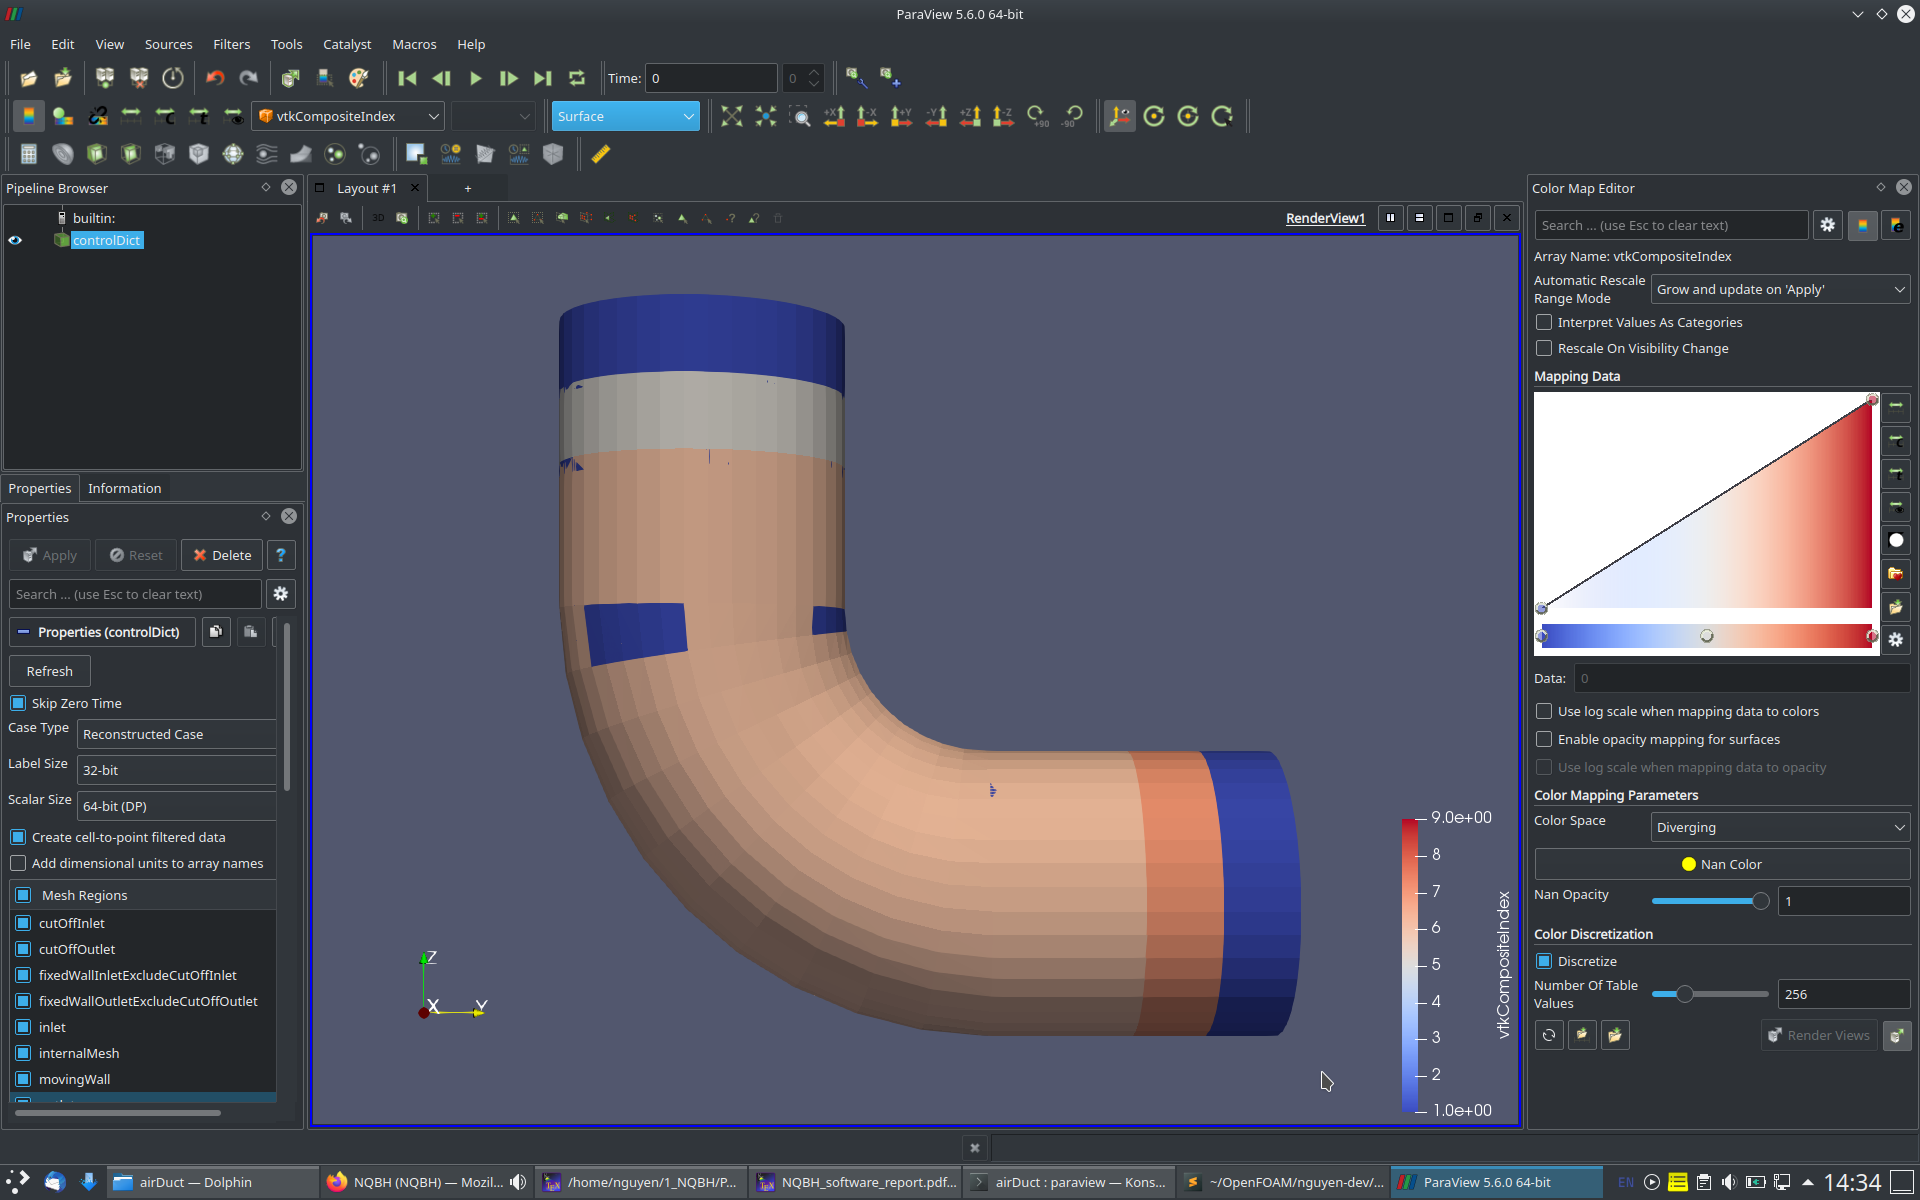 ParaView 5.6.0 64-bit
File Edit View Sources Filters Tools Catalyst Macros Help
Time: 0 0
vtkCompositeIndex Surface +X -X +Y -Y +Z -Z +90 -90
Pipeline Browser
builtin:
controlDict
Properties Information
Properties
Apply Reset Delete ?
Search ... (use Esc to clear text)
Properties (controlDict)
Refresh
Skip Zero Time
Case Type Reconstructed Case
Label Size 32-bit
Scalar Size 64-bit (DP)
Create cell-to-point filtered data
Add dimensional units to array names
Mesh Regions
cutOffInlet
cutOffOutlet
fixedWallInletExcludeCutOffInlet
fixedWallOutletExcludeCutOffOutlet
inlet
internalMesh
movingWall
Layout #1 +
3D RenderView1
Z
X Y
9.0e+00
8
7
6
5
4
3
2
1.0e+00
vtkCompositeIndex
Color Map Editor
Search ... (use Esc to clear text)
Array Name: vtkCompositeIndex
Automatic Rescale
Range Mode
Grow and update on 'Apply'
Interpret Values As Categories
Rescale On Visibility Change
Mapping Data
Data: 0
Use log scale when mapping data to colors
Enable opacity mapping for surfaces
Use log scale when mapping data to opacity
Color Mapping Parameters
Color Space Diverging
Nan Color
Nan Opacity 1
Color Discretization
Discretize
Number Of Table
Values
256
Render Views
airDuct — Dolphin
NQBH (NQBH) — Mozil...
/home/nguyen/1_NQBH/P...
NQBH_software_report.pdf...
airDuct : paraview — Kons...
~/OpenFOAM/nguyen-dev/...
ParaView 5.6.0 64-bit
EN
14:34